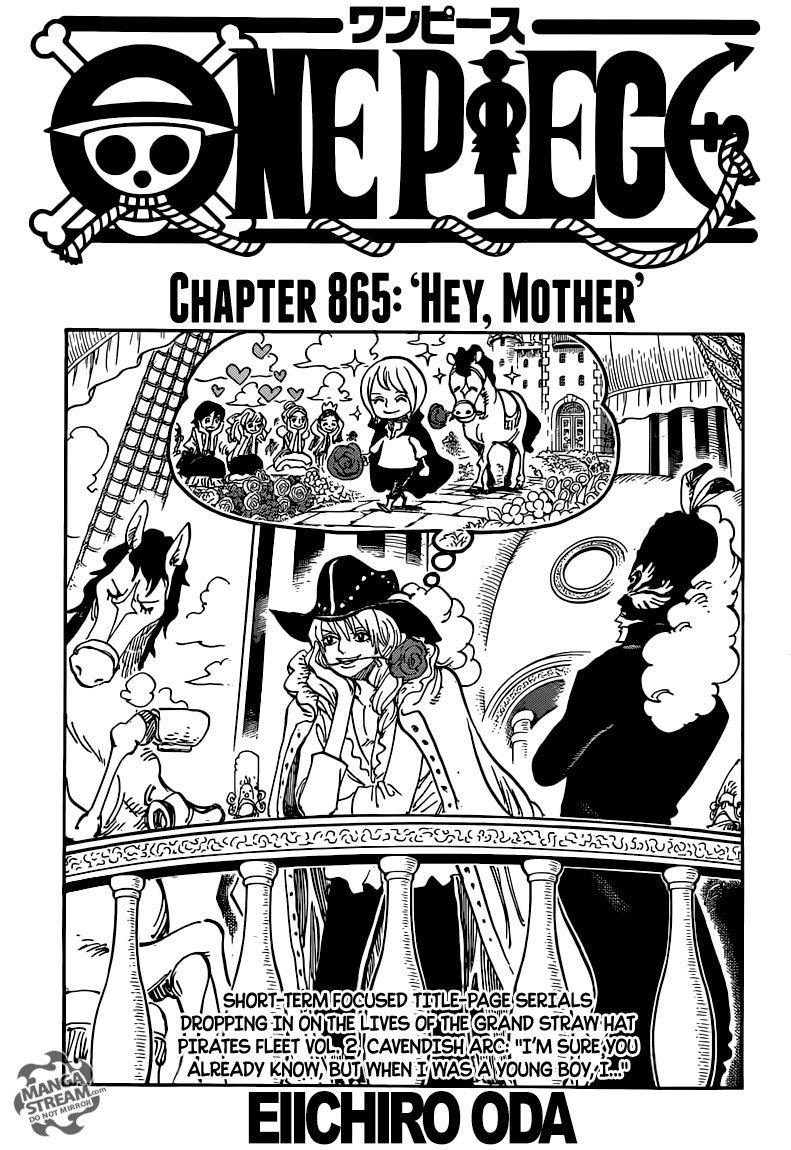 ワンピース
ONE PIECE
CHAPTER 865: ‘HEY, MOTHER’
SHORT-TERM FOCUSED TITLE-PAGE SERIALS
DROPPING IN ON THE LIVES OF THE GRAND STRAW HAT
PIRATES FLEET VOL. 2, CAVENDISH ARC: "I'M SURE YOU
ALREADY KNOW, BUT WHEN I WAS A YOUNG BOY, I..."
MANGA
STREAM.com
DO NOT MIRROR
EIICHIRO ODA